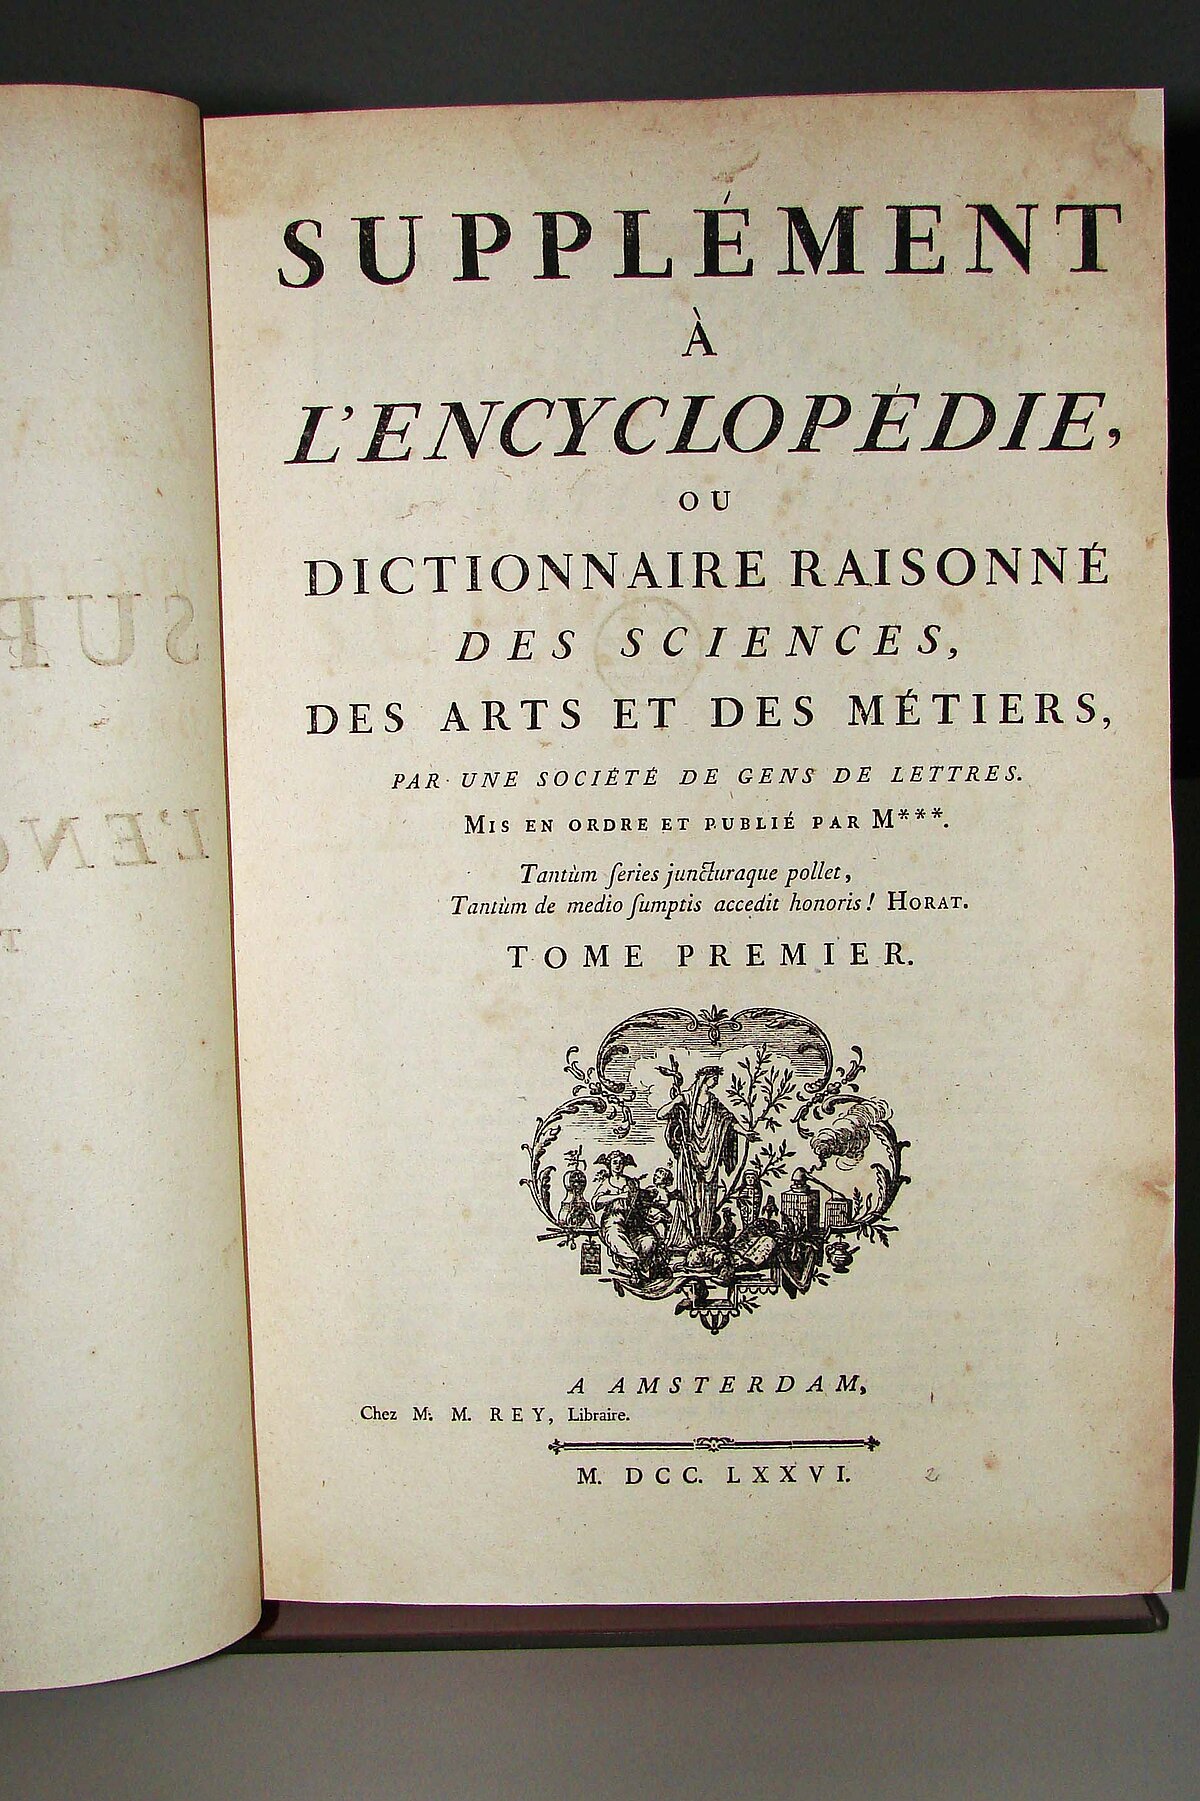 SUPPLÉMENT
À
L'ENCYCLOPÉDIE,
OU
DICTIONNAIRE RAISONNÉ
DES SCIENCES,
DES ARTS ET DES MÉTIERS,
PAR UNE SOCIÉTÉ DE GENS DE LETTRES.
MIS EN ORDRE ET PUBLIÉ PAR M***.
Tantùm ſeries juncturaque pollet,
Tantùm de medio ſumptis accedit honoris! HORAT.
TOME PREMIER.
A AMSTERDAM,
Chez M. M. REY, Libraire.
M. DCC. LXXVI.